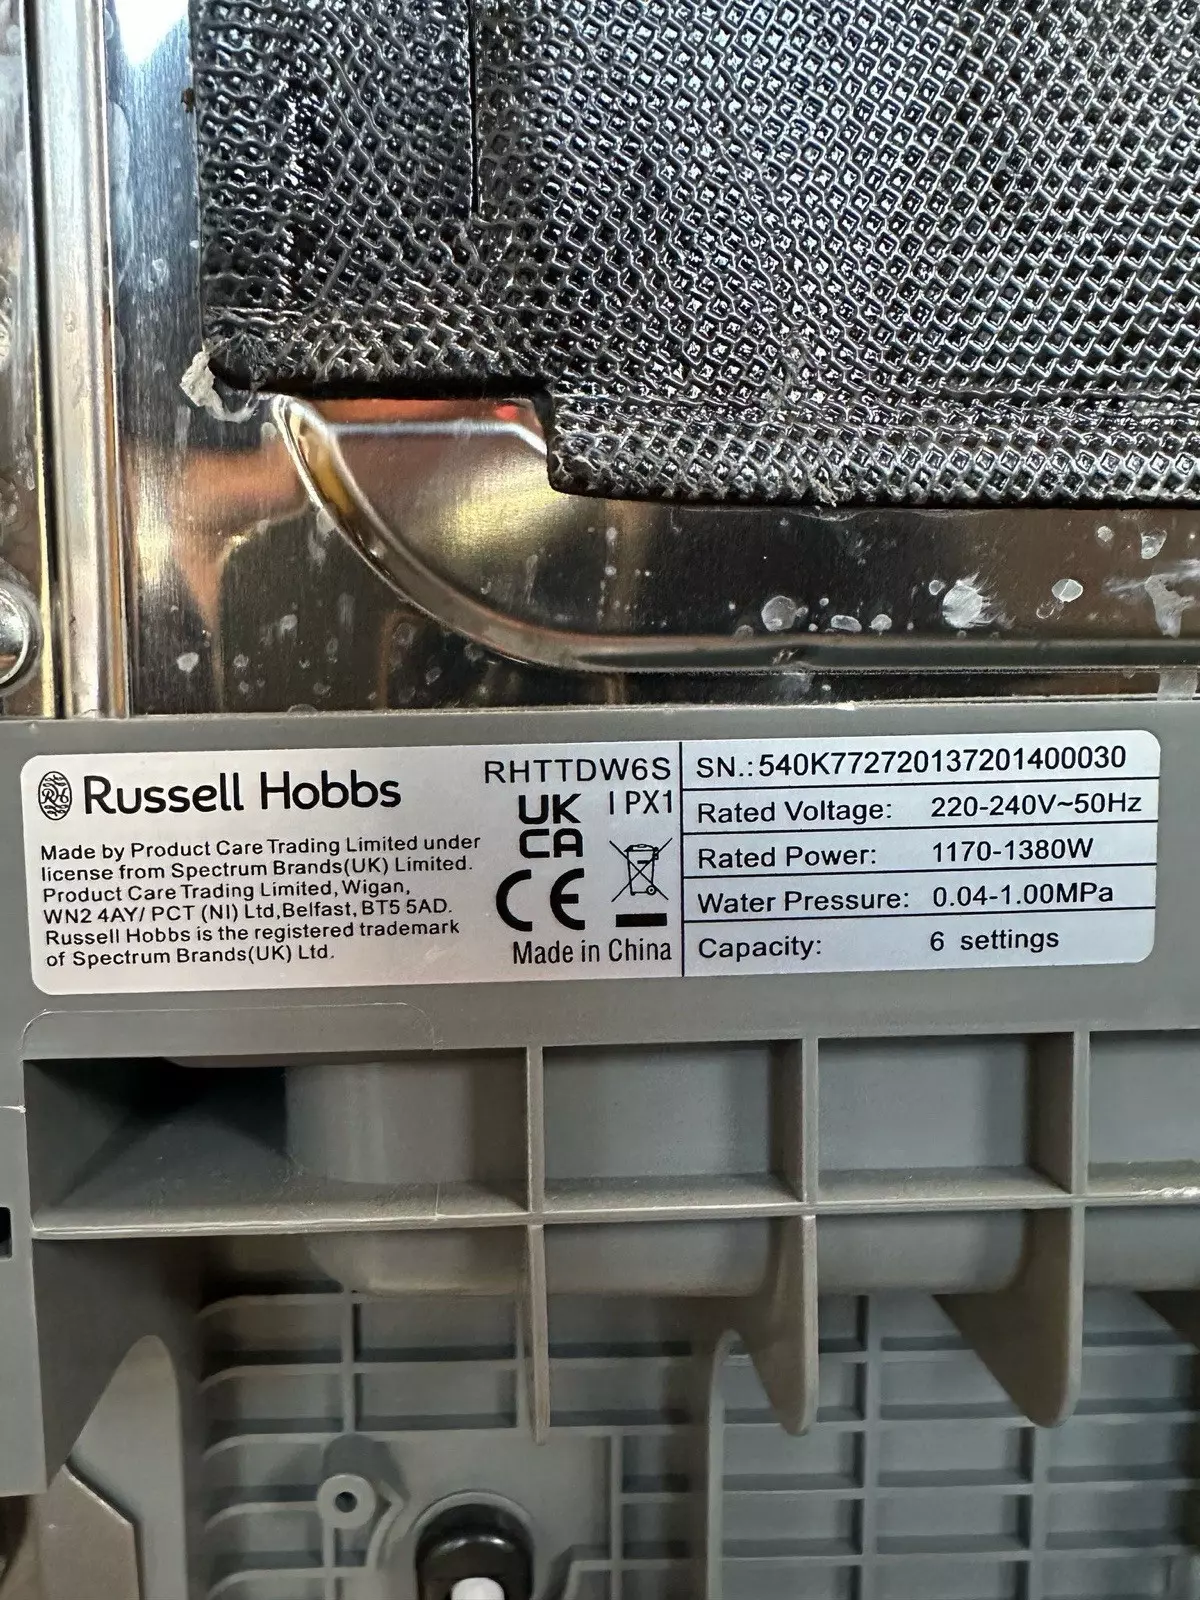 Russell Hobbs
RHTTDW6S
IPX1
UK
CA
CE
Made by Product Care Trading Limited under
license from Spectrum Brands(UK) Limited.
Product Care Trading Limited, Wigan,
WN2 4AY/ PCT (NI) Ltd, Belfast, BT5 5AD.
Russell Hobbs is the registered trademark
of Spectrum Brands(UK) Ltd.
Made in China
SN.: 540K772720137201400030
Rated Voltage: 220-240V~50Hz
Rated Power: 1170-1380W
Water Pressure: 0.04-1.00MPa
Capacity: 6 settings